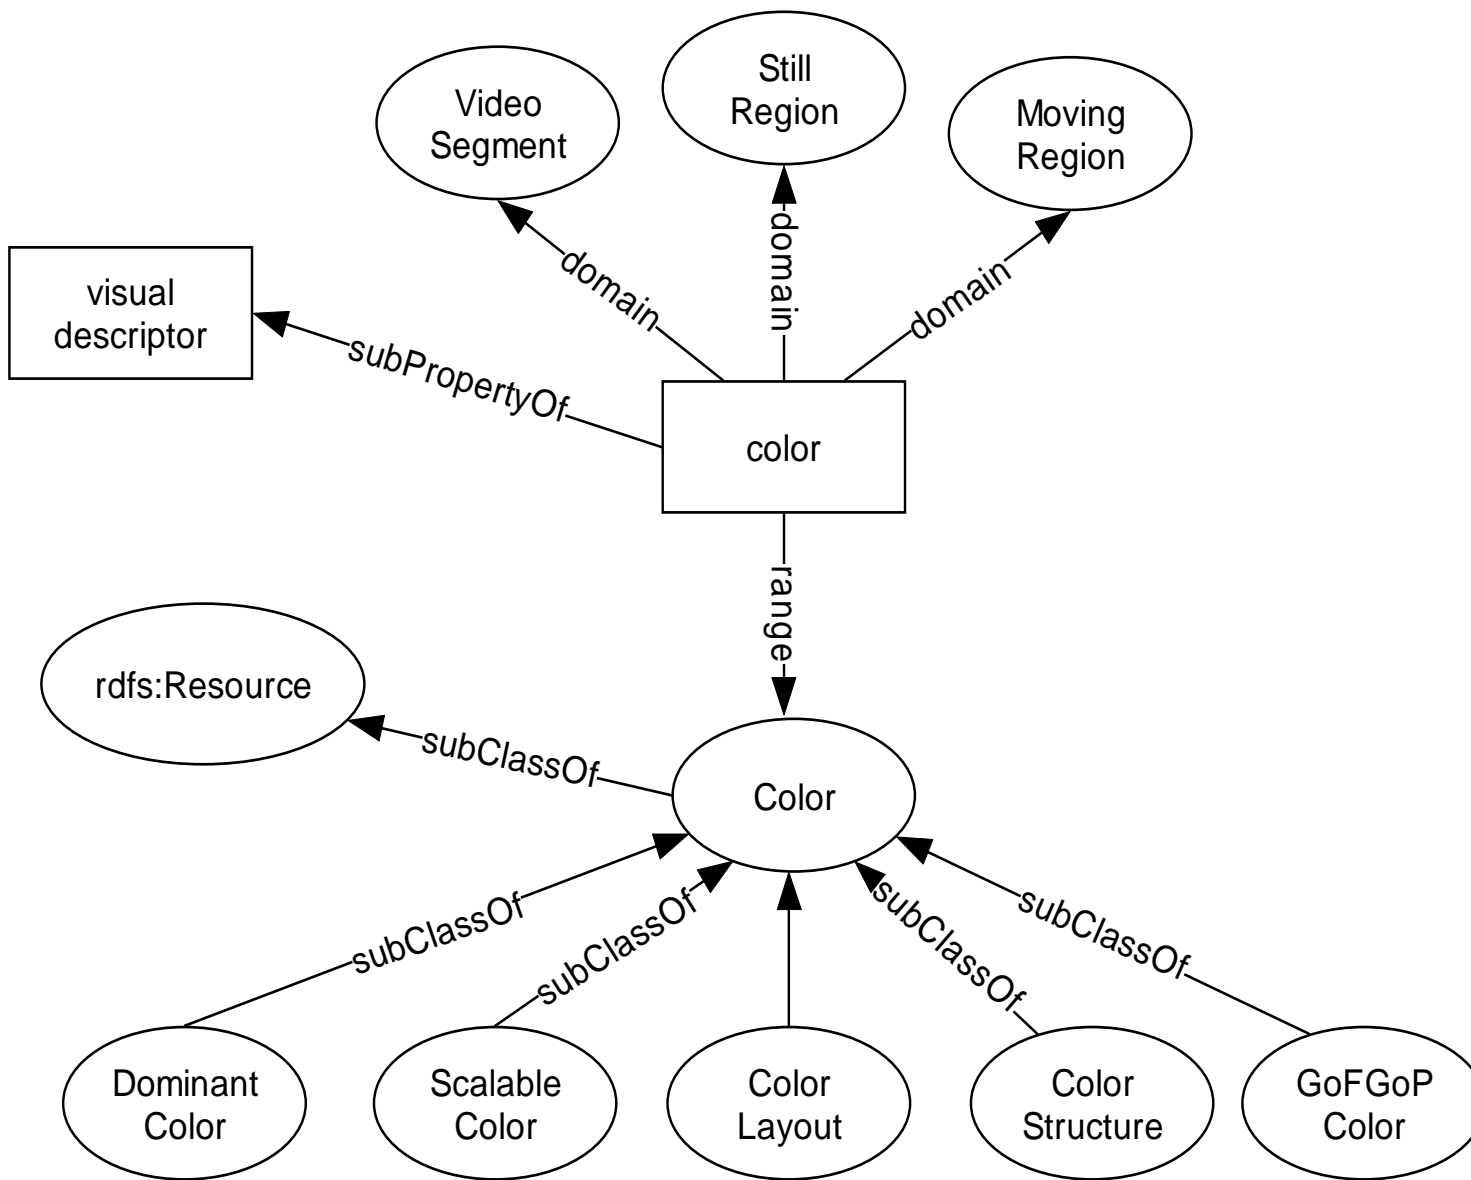 Still
Region
Video
Segment
Moving
Region
domain
domain
domain
visual
descriptor
subPropertyOf
color
range
rdfs:Resource
subClassOf
Color
subClassOf
subClassOf
subClassOf
subClassOf
Dominant
Color
Scalable
Color
Color
Layout
Color
Structure
GoFGoP
Color